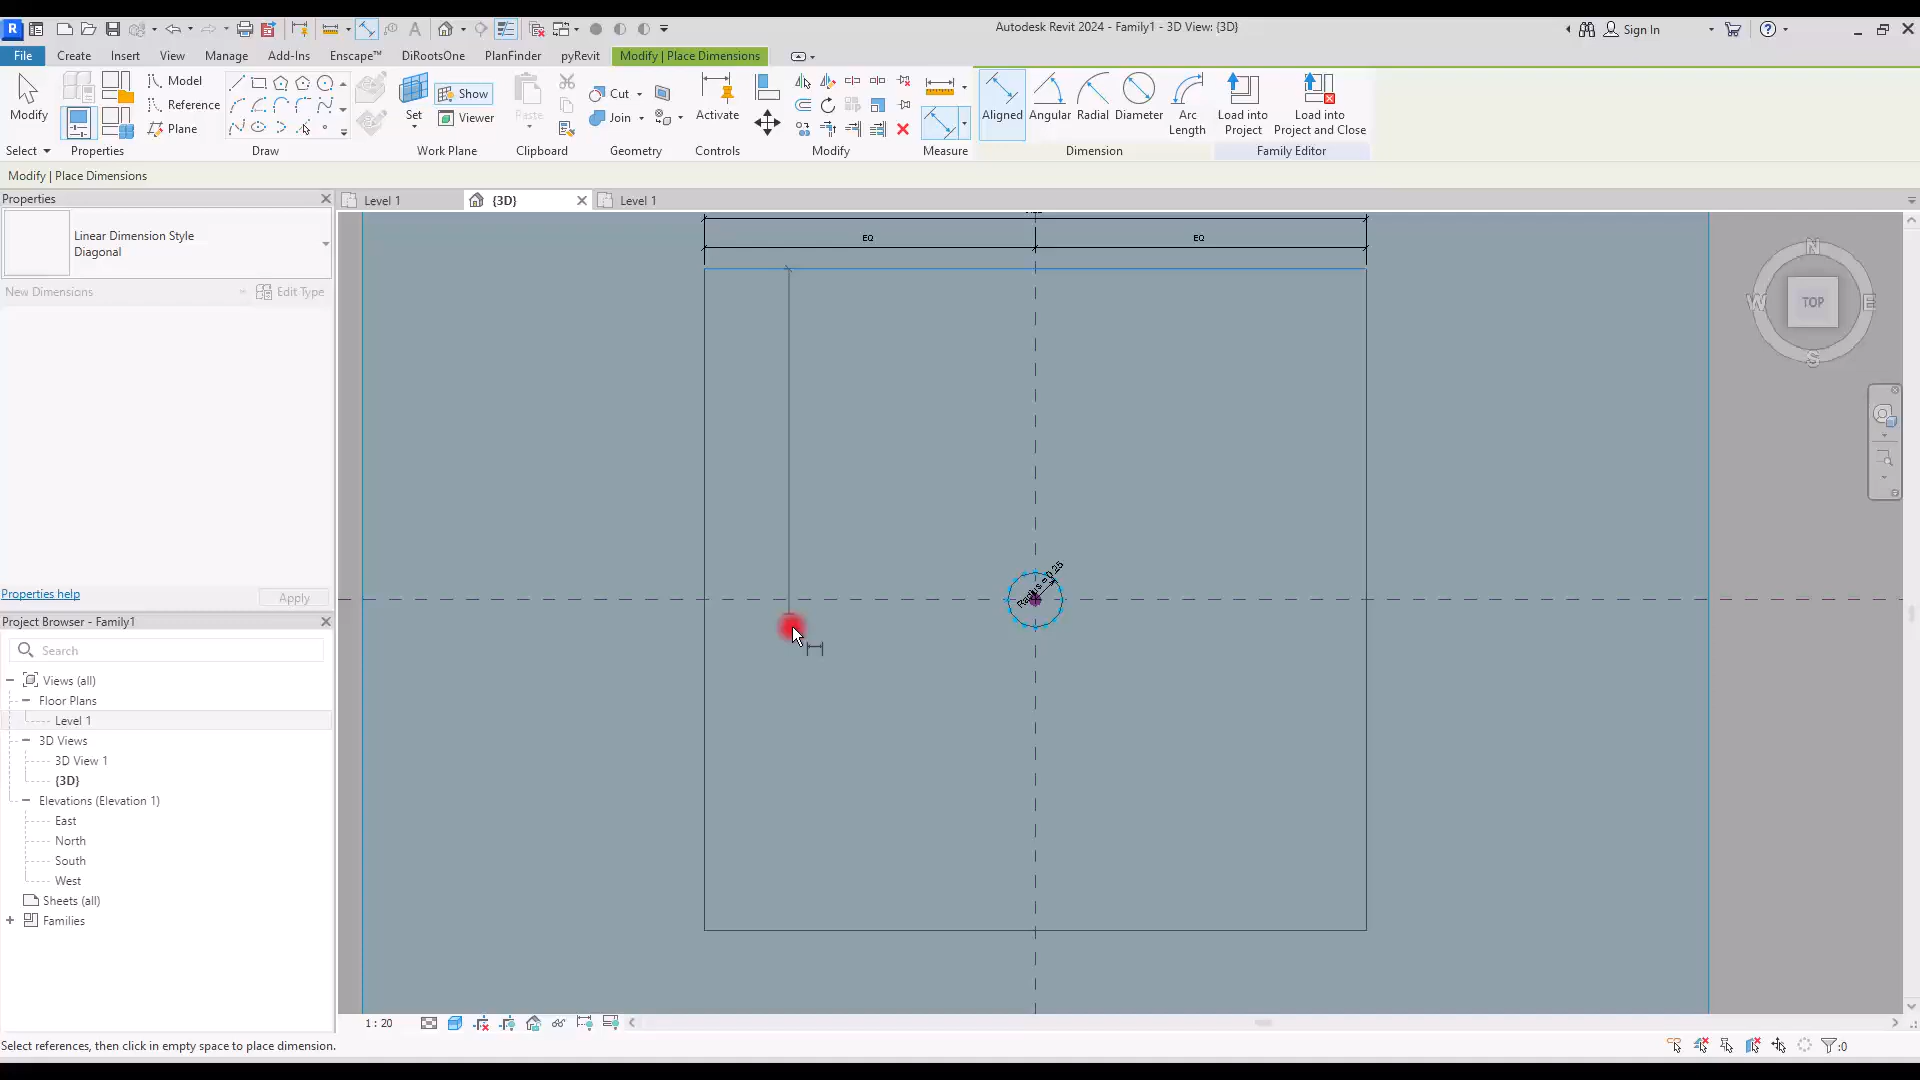 Autodesk Revit 2024 - Family1 - 3D View: {3D}
Sign In
File Create Insert View Manage Add-Ins Enscape™ DiRootsOne PlanFinder pyRevit Modify | Place Dimensions
Modify
Model
Reference
Plane
Set
Show
Viewer
Paste
Cut
Join
Activate
Aligned
Angular
Radial
Diameter
Arc
Length
Load into
Project
Load into
Project and Close
Select Properties Draw Work Plane Clipboard Geometry Controls Modify Measure Dimension Family Editor
Modify | Place Dimensions
Properties
Level 1
{3D}
Level 1
Linear Dimension Style
Diagonal
New Dimensions
Edit Type
EQ
EQ
N
W
TOP
E
S
Properties help
Apply
Project Browser - Family1
Search
Views (all)
Floor Plans
Level 1
3D Views
3D View 1
{3D}
Elevations (Elevation 1)
East
North
South
West
Sheets (all)
Families
1 : 20
Select references, then click in empty space to place dimension.
:0